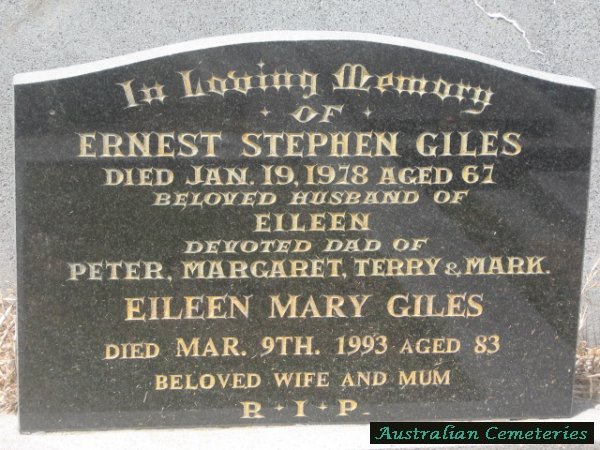 In Loving Memory
OF
ERNEST STEPHEN GILES
DIED JAN. 19, 1978 AGED 67
BELOVED HUSBAND OF
EILEEN
DEVOTED DAD OF
PETER, MARGARET, TERRY & MARK.
EILEEN MARY GILES
DIED MAR. 9TH. 1993 AGED 83
BELOVED WIFE AND MUM
R · I · P
Australian Cemeteries